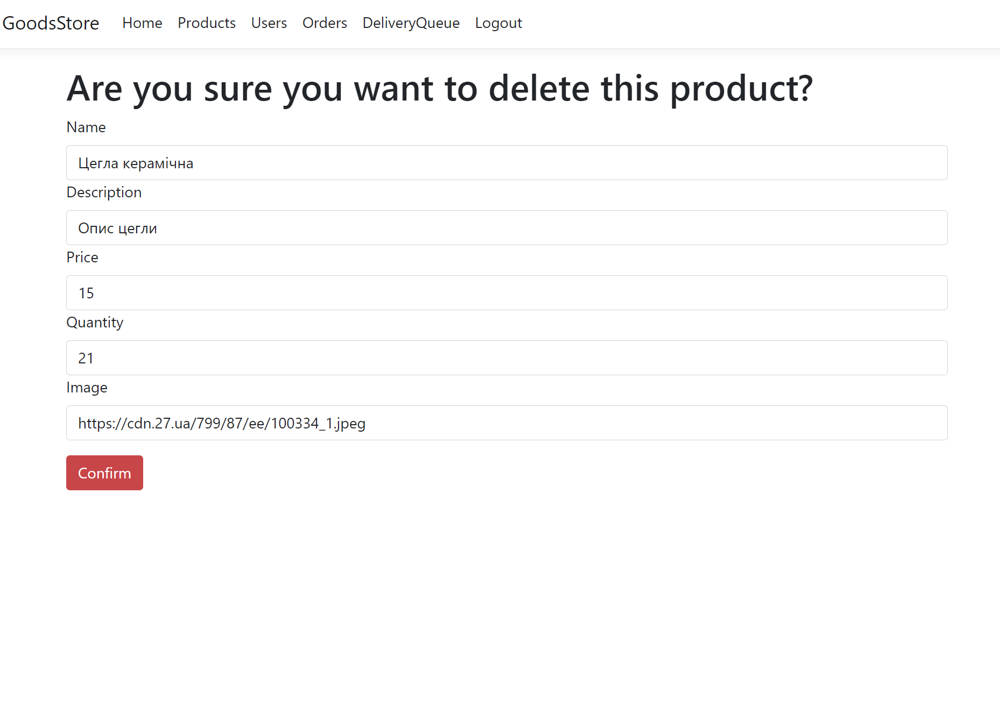 GoodsStore Home Products Users Orders DeliveryQueue Logout
Are you sure you want to delete this product?
Name
Цегла керамічна
Description
Опис цегли
Price
15
Quantity
21
Image
https://cdn.27.ua/799/87/ee/100334_1.jpeg
Confirm